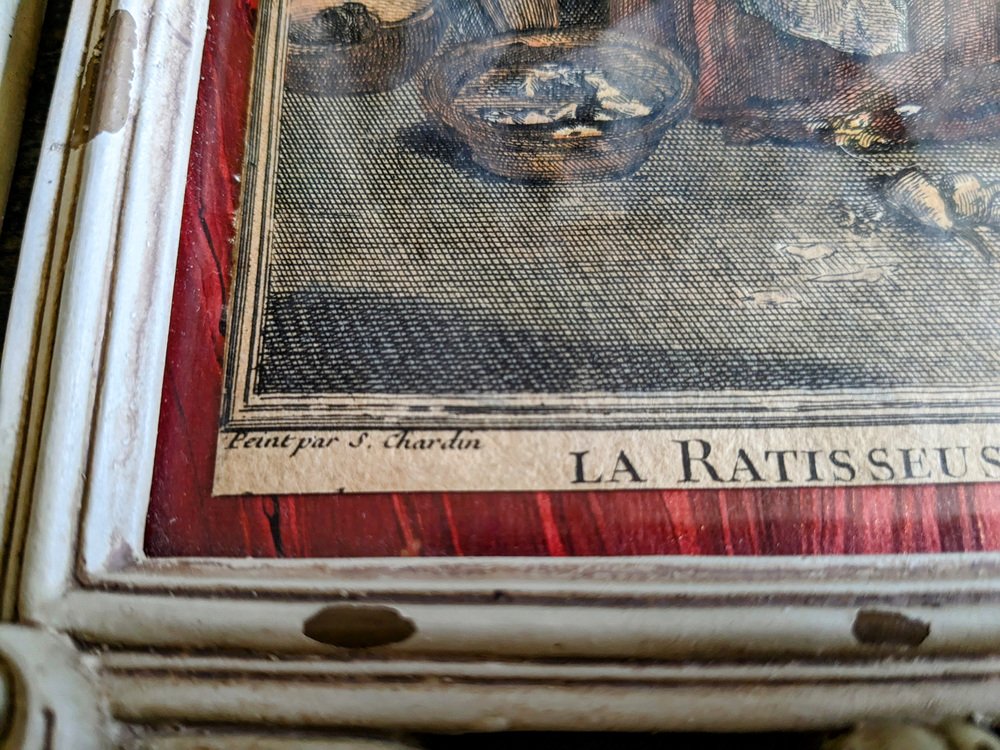 Peint par S. Chardin
LA RATISSEUS